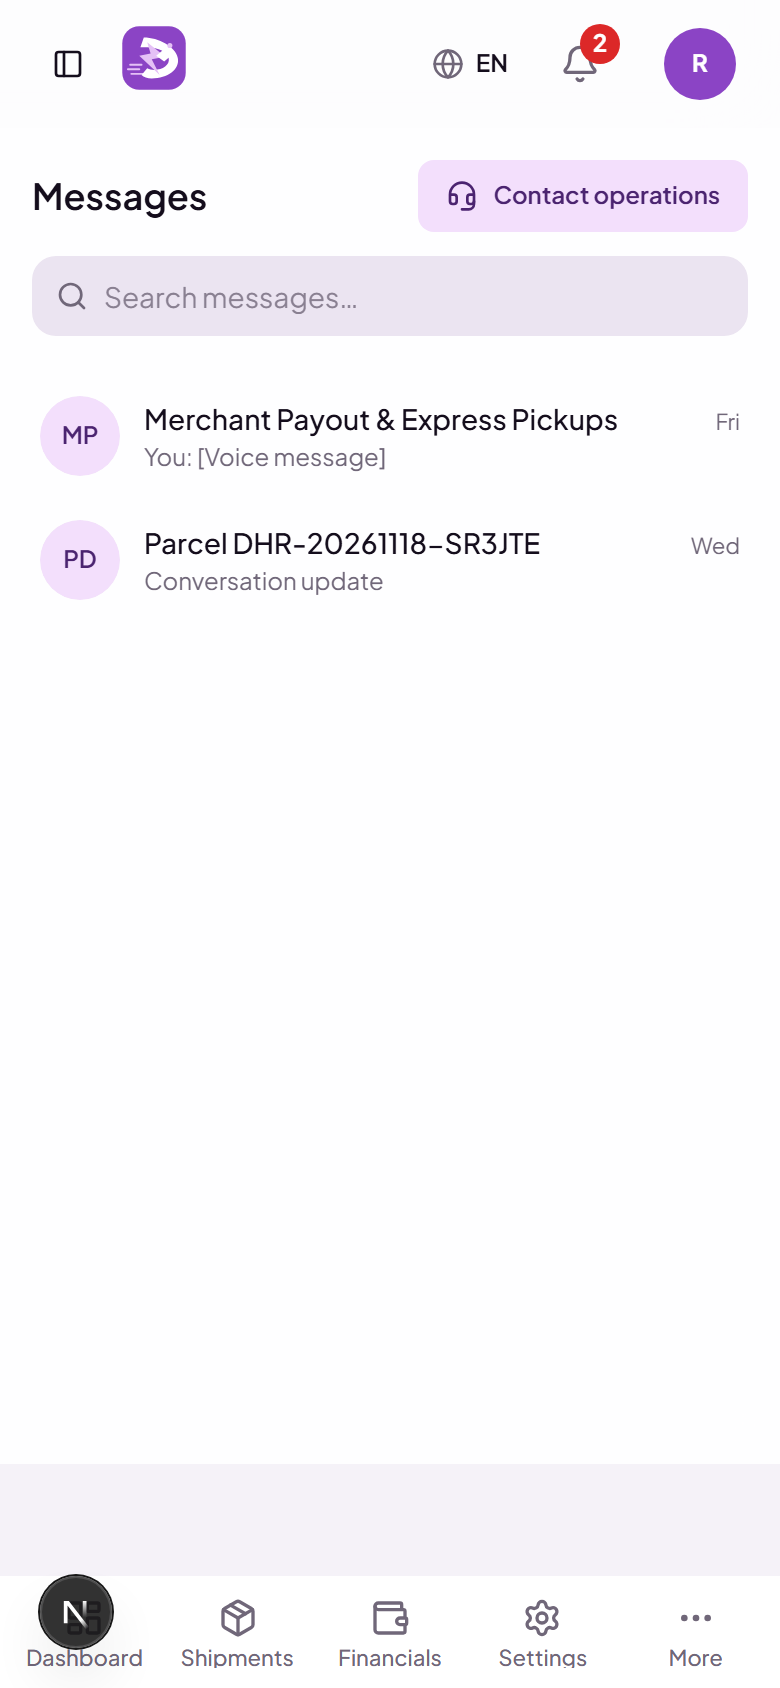 EN
2
R
Messages
Contact operations
Search messages...
MP
Merchant Payout & Express Pickups
Fri
You: [Voice message]
PD
Parcel DHR-20261118-SR3JTE
Wed
Conversation update
N
Dashboard
Shipments
Financials
Settings
More